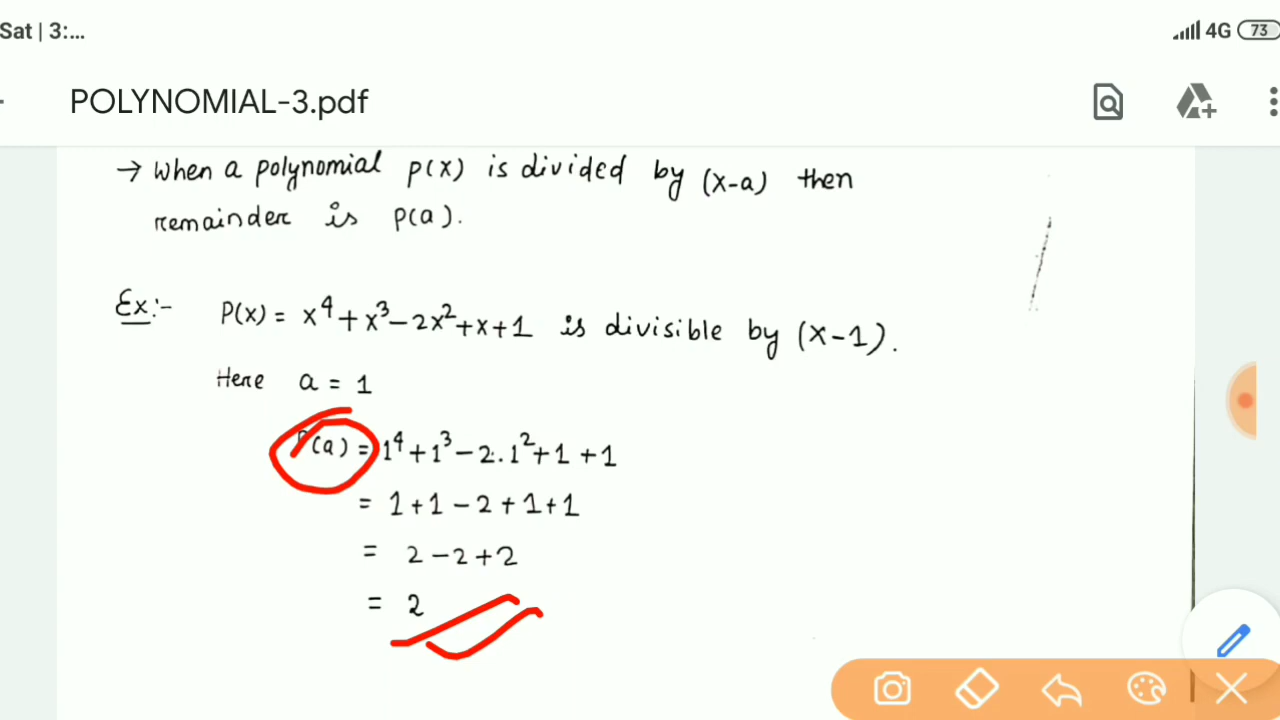 Sat | 3:...
4G 73
POLYNOMIAL-3.pdf
→ When a polynomial p(x) is divided by (x-a) then
remainder is p(a).
Ex:- P(x) = x⁴+x³-2x²+x+1 is divisible by (x-1).
Here a = 1
P(a) = 1⁴+1³-2.1²+1+1
= 1+1-2+1+1
= 2-2+2
= 2